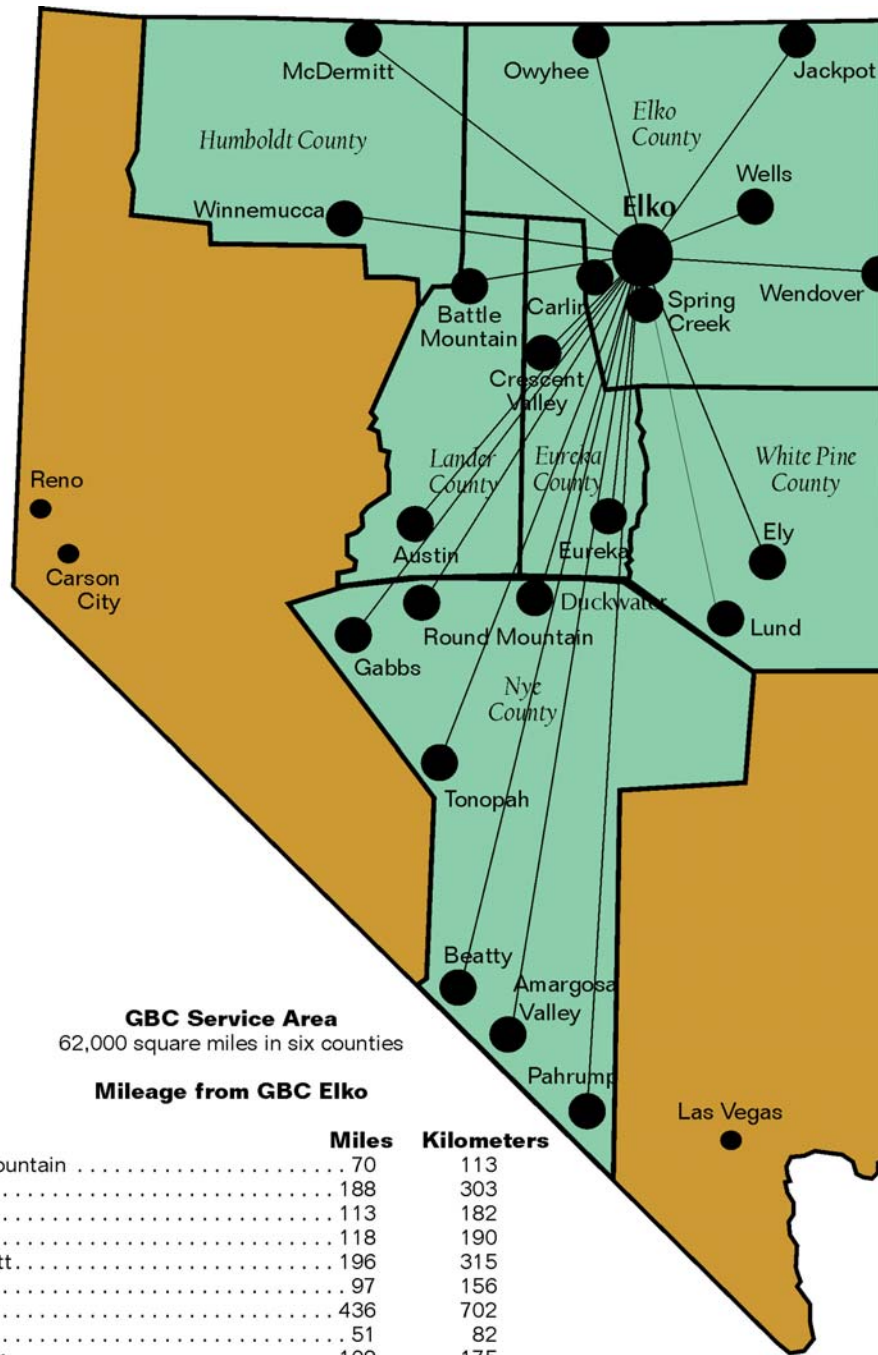 McDermitt
Owyhee
Jackpot
Elko
County
Humboldt County
Wells
Winnemucca
Elko
Carlin
Spring
Creek
Wendover
Battle
Mountain
Crescent
Valley
Lander
County
Eureka
County
White Pine
County
Reno
Austin
Eureka
Ely
Carson
City
Duckwater
Lund
Round Mountain
Gabbs
Nye
County
Tonopah
Beatty
Amargosa
Valley
Pahrump
Las Vegas
GBC Service Area
62,000 square miles in six counties
Mileage from GBC Elko
Miles Kilometers
ountain . . . . . . . . . . . . . . . . . . . . . . . . . . . 70 113
. . . . . . . . . . . . . . . . . . . . . . . . . . . . . . . . . 188 303
. . . . . . . . . . . . . . . . . . . . . . . . . . . . . . . . . 113 182
. . . . . . . . . . . . . . . . . . . . . . . . . . . . . . . . . 118 190
tt. . . . . . . . . . . . . . . . . . . . . . . . . . . . . . . . 196 315
. . . . . . . . . . . . . . . . . . . . . . . . . . . . . . . . . 97 156
. . . . . . . . . . . . . . . . . . . . . . . . . . . . . . . . . 436 702
. . . . . . . . . . . . . . . . . . . . . . . . . . . . . . . . . 51 82